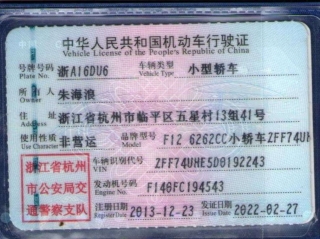 中华人民共和国机动车行驶证
Vehicle License of the People's Republic of China
号牌号码 浙A16DU6 车辆类型 小型轿车
Plate No. Vehicle Type
所有人 朱海浪
Owner
住址 浙江省杭州市临平区五星村13组41号
Address
使用性质 非营运 品牌型号 F12 6262CC小轿车ZFF74UH
Use Character Model
浙江省杭州市公安局交通警察支队
车辆识别代号 ZFF74UHE5D0192243
VIN
发动机号码 F140FC194543
Engine No.
注册日期 2013-12-23 发证日期 2022-02-27
Register Date Issue Date